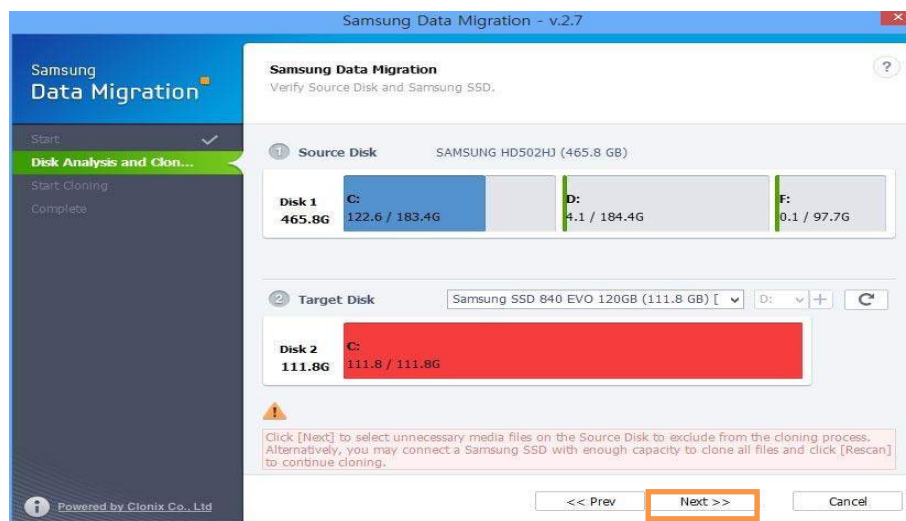 Samsung Data Migration - v.2.7
Samsung
Data Migration
Start
Disk Analysis and Clon...
Start Cloning
Complete
Powered by Clonix Co., Ltd
Samsung Data Migration
Verify Source Disk and Samsung SSD.
?
1 Source Disk SAMSUNG HD502HJ (465.8 GB)
Disk 1
465.8G
C:
122.6 / 183.4G
D:
4.1 / 184.4G
F:
0.1 / 97.7G
2 Target Disk Samsung SSD 840 EVO 120GB (111.8 GB) [ D: +
Disk 2
111.8G
C:
111.8 / 111.8G
Click [Next] to select unnecessary media files on the Source Disk to exclude from the cloning process.
Alternatively, you may connect a Samsung SSD with enough capacity to clone all files and click [Rescan]
to continue cloning.
<< Prev Next >> Cancel